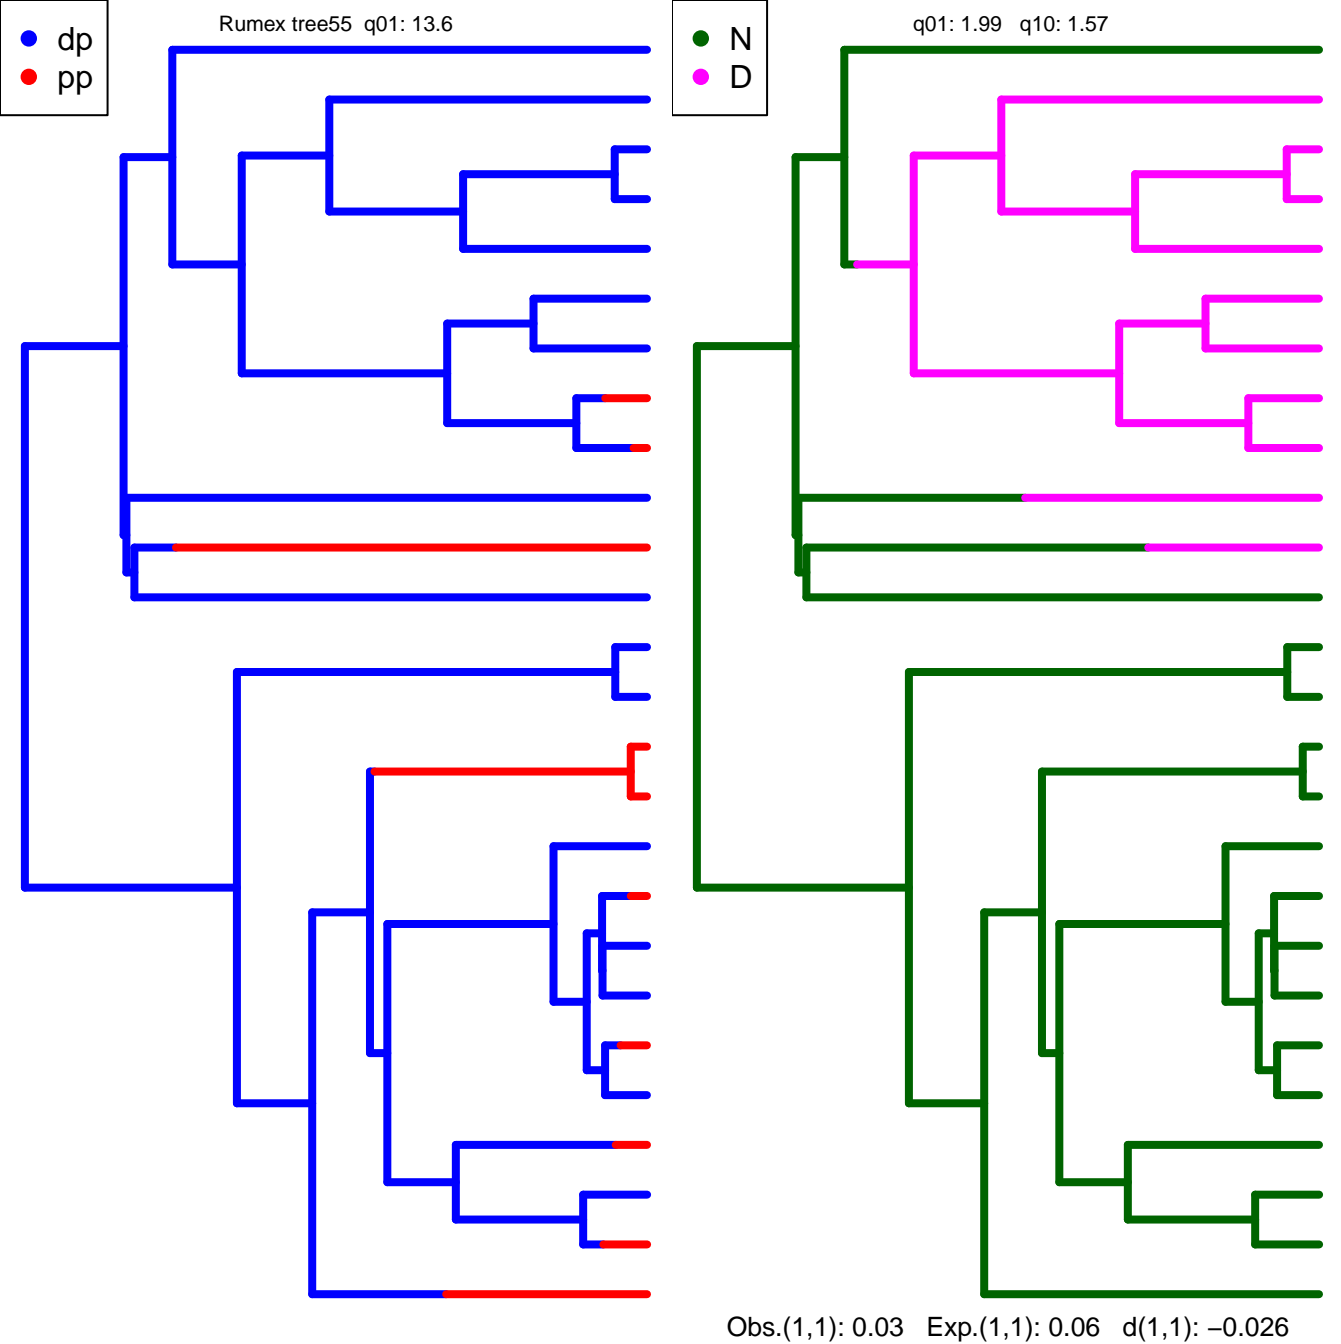 Rumex tree55 q01: 13.6
dp
pp
q01: 1.99 q10: 1.57
N
D
Obs.(1,1): 0.03 Exp.(1,1): 0.06 d(1,1): −0.026